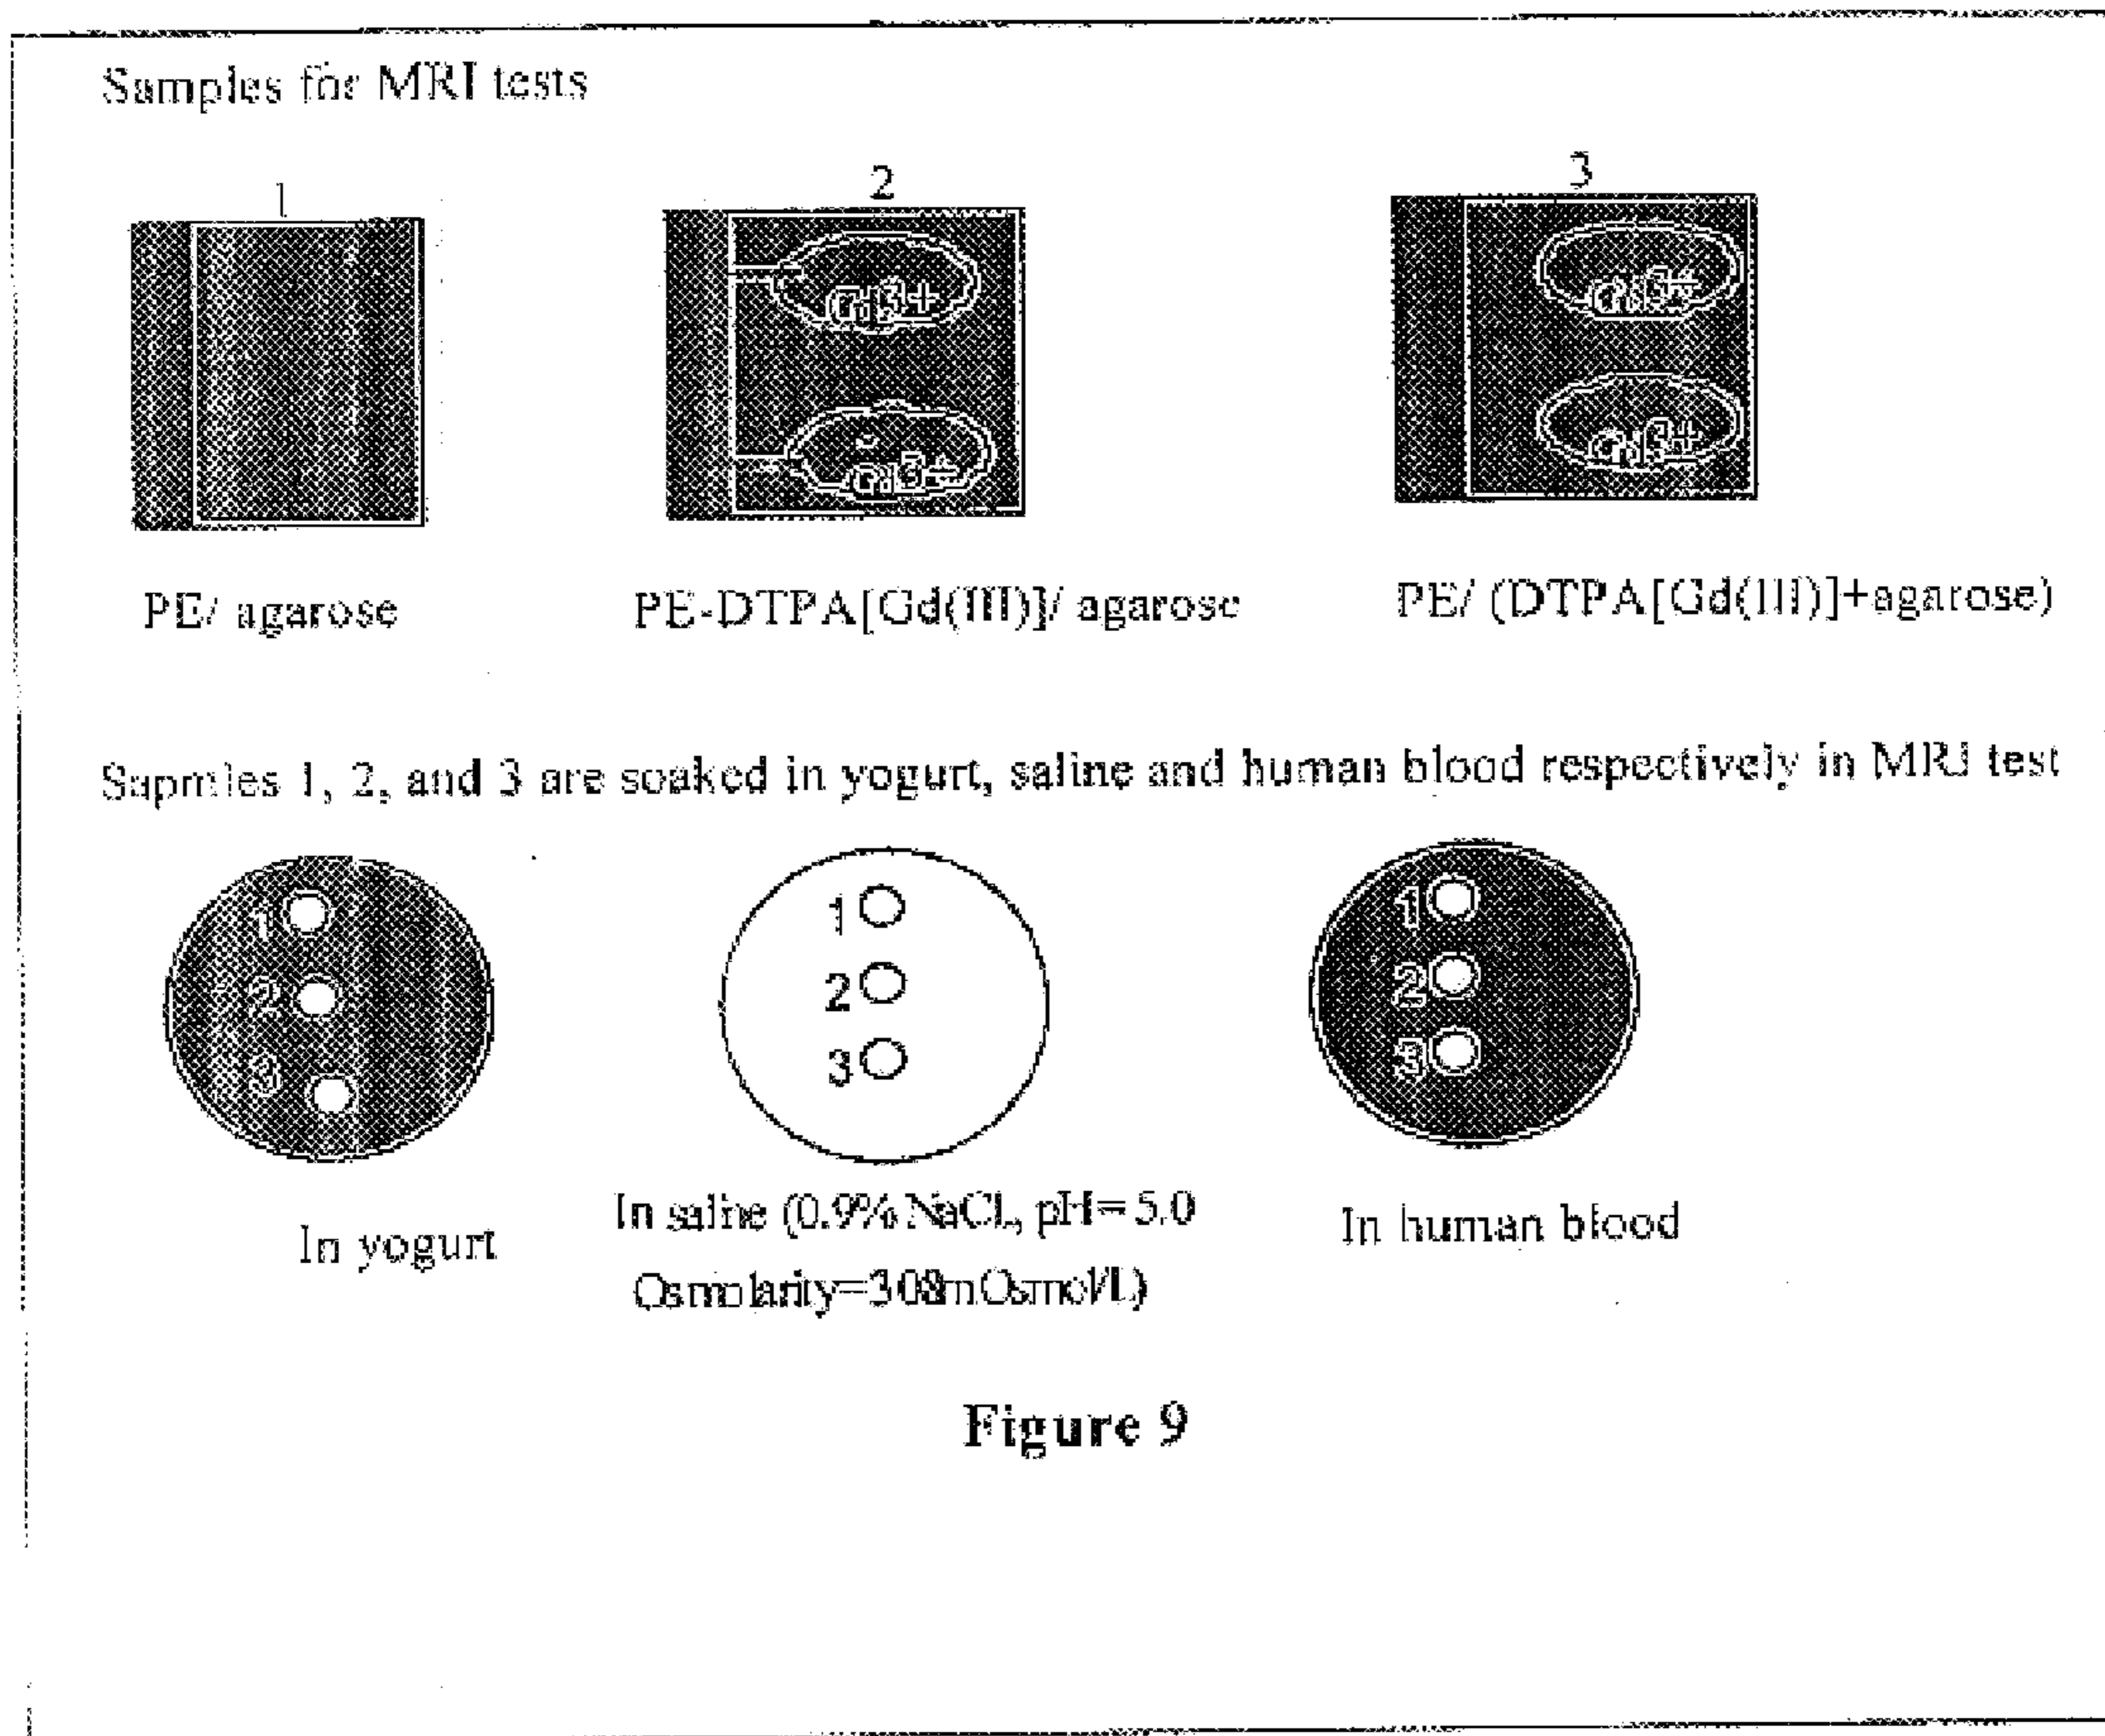 Samples for MRI tests
1 2 3
Gd3+ Gd3+
Gd3+ Gd3+
PE/ agarose PE-DTPA[Gd(III)]/ agarose PE/ (DTPA[Gd(III)]+agarose)
Sapmles 1, 2, and 3 are soaked in yogurt, saline and human blood respectively in MRI test
1 1 1
2 2 2
3 3 3
In yogurt In saline (0.9% NaCl, pH=5.0 In human blood
Osmolarity=308mOsmol/L)
Figure 9